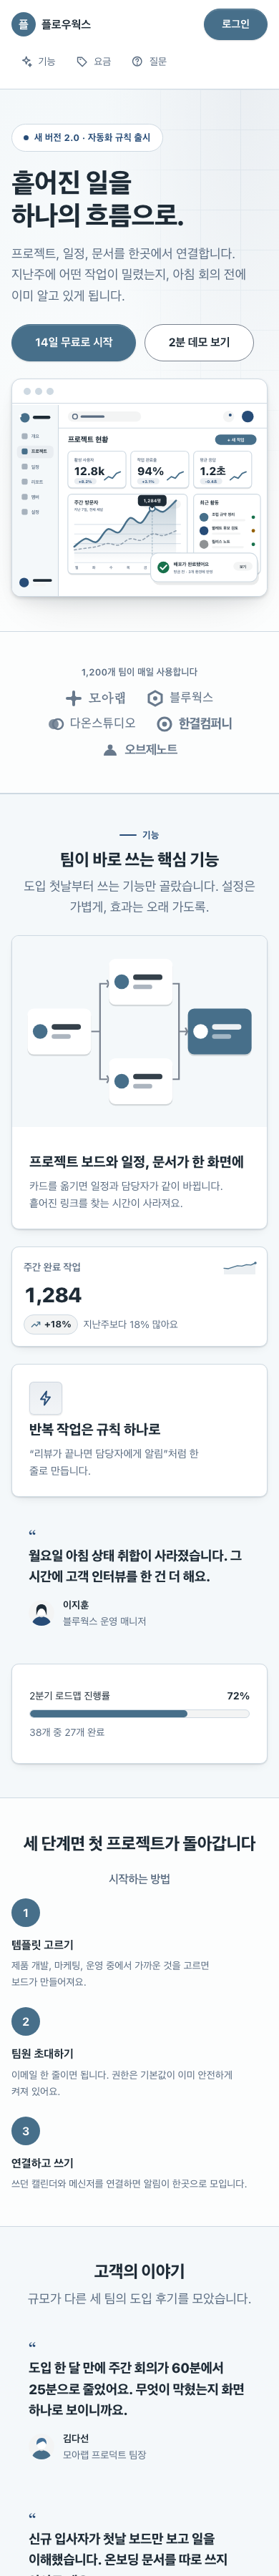 플 플로우웍스
로그인
기능 요금 질문
새 버전 2.0 · 자동화 규칙 출시
흩어진 일을
하나의 흐름으로.
프로젝트, 일정, 문서를 한곳에서 연결합니다.
지난주에 어떤 작업이 밀렸는지, 아침 회의 전에
이미 알고 있게 됩니다.
14일 무료로 시작 2분 데모 보기
프로젝트 현황
+ 새 작업
개요
프로젝트
일정
리포트
멤버
설정
12.8k
94%
1.2초
1,284명
주간 방문자
최근 활동
배포가 완료됐어요
보기
1,200개 팀이 매일 사용합니다
모아랩 블루웍스
다온스튜디오 한결컴퍼니
오브제노트
기능
팀이 바로 쓰는 핵심 기능
도입 첫날부터 쓰는 기능만 골랐습니다. 설정은
가볍게, 효과는 오래 가도록.
프로젝트 보드와 일정, 문서가 한 화면에
카드를 옮기면 일정과 담당자가 같이 바뀝니다.
흩어진 링크를 찾는 시간이 사라져요.
주간 완료 작업
1,284
+18% 지난주보다 18% 많아요
반복 작업은 규칙 하나로
“리뷰가 끝나면 담당자에게 알림”처럼 한
줄로 만듭니다.
“
월요일 아침 상태 취합이 사라졌습니다. 그
시간에 고객 인터뷰를 한 건 더 해요.
이지훈
블루웍스 운영 매니저
2분기 로드맵 진행률 72%
38개 중 27개 완료
세 단계면 첫 프로젝트가 돌아갑니다
시작하는 방법
1
템플릿 고르기
제품 개발, 마케팅, 운영 중에서 가까운 것을 고르면
보드가 만들어져요.
2
팀원 초대하기
이메일 한 줄이면 됩니다. 권한은 기본값이 이미 안전하게
켜져 있어요.
3
연결하고 쓰기
쓰던 캘린더와 메신저를 연결하면 알림이 한곳으로 모입니다.
고객의 이야기
규모가 다른 세 팀의 도입 후기를 모았습니다.
“
도입 한 달 만에 주간 회의가 60분에서
25분으로 줄었어요. 무엇이 막혔는지 화면
하나로 보이니까요.
김다선
모아랩 프로덕트 팀장
“
신규 입사자가 첫날 보드만 보고 일을
이해했습니다. 온보딩 문서를 따로 쓰지